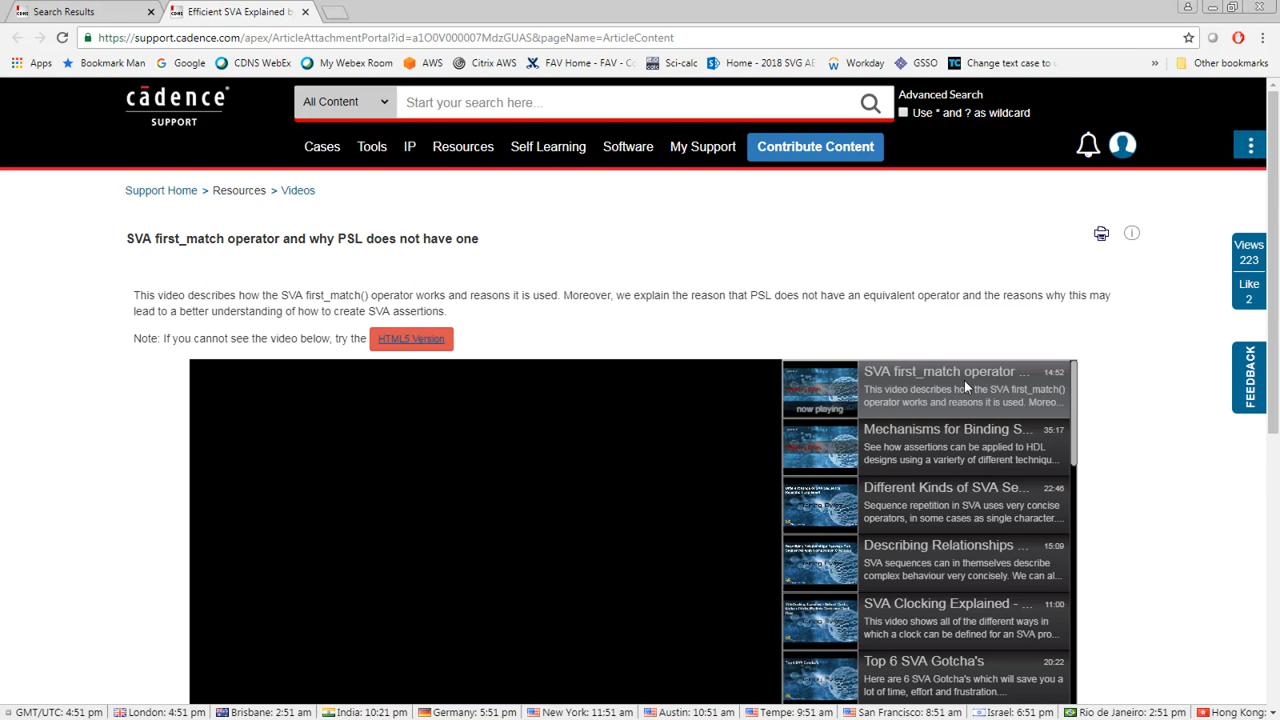 Search Results
Efficient SVA Explained b
https://support.cadence.com/apex/ArticleAttachmentPortal?id=a1O0V000007MdzGUAS&pageName=ArticleContent
Apps Bookmark Man Google CDNS WebEx My Webex Room AWS Citrix AWS FAV Home - FAV - Co Sci-calc Home - 2018 SVG AE Workday GSSO Change text case to u » Other bookmarks
cādence
SUPPORT
All Content
Start your search here...
Advanced Search
Use * and ? as wildcard
Cases Tools IP Resources Self Learning Software My Support Contribute Content
Support Home > Resources > Videos
SVA first_match operator and why PSL does not have one
Views
223
Like
2
FEEDBACK
This video describes how the SVA first_match() operator works and reasons it is used. Moreover, we explain the reason that PSL does not have an equivalent operator and the reasons why this may
lead to a better understanding of how to create SVA assertions.
Note: If you cannot see the video below, try the HTML5 Version
now playing
SVA first_match operator ... 14:52
This video describes how the SVA first_match()
operator works and reasons it is used. Moreo...
Mechanisms for Binding S... 35:17
See how assertions can be applied to HDL
designs using a varierty of different techniqu...
Different Kinds of SVA Se... 22:46
Sequence repetition in SVA uses very concise
operators, in some cases as single character....
Describing Relationships ... 15:09
SVA sequences can in themselves describe
complex behaviour very concisely. We can al...
SVA Clocking Explained - ... 11:00
This video shows all of the different ways in
which a clock can be defined for an SVA pro...
Top 6 SVA Gotcha's 20:22
Here are 6 SVA Gotcha's which will save you a
lot of time, effort and frustration....
GMT/UTC: 4:51 pm London: 4:51 pm Brisbane: 2:51 am India: 10:21 pm Germany: 5:51 pm New York: 11:51 am Austin: 10:51 am Tempe: 9:51 am San Francisco: 8:51 am Israel: 6:51 pm Rio de Janeiro: 2:51 pm Hong Kong: